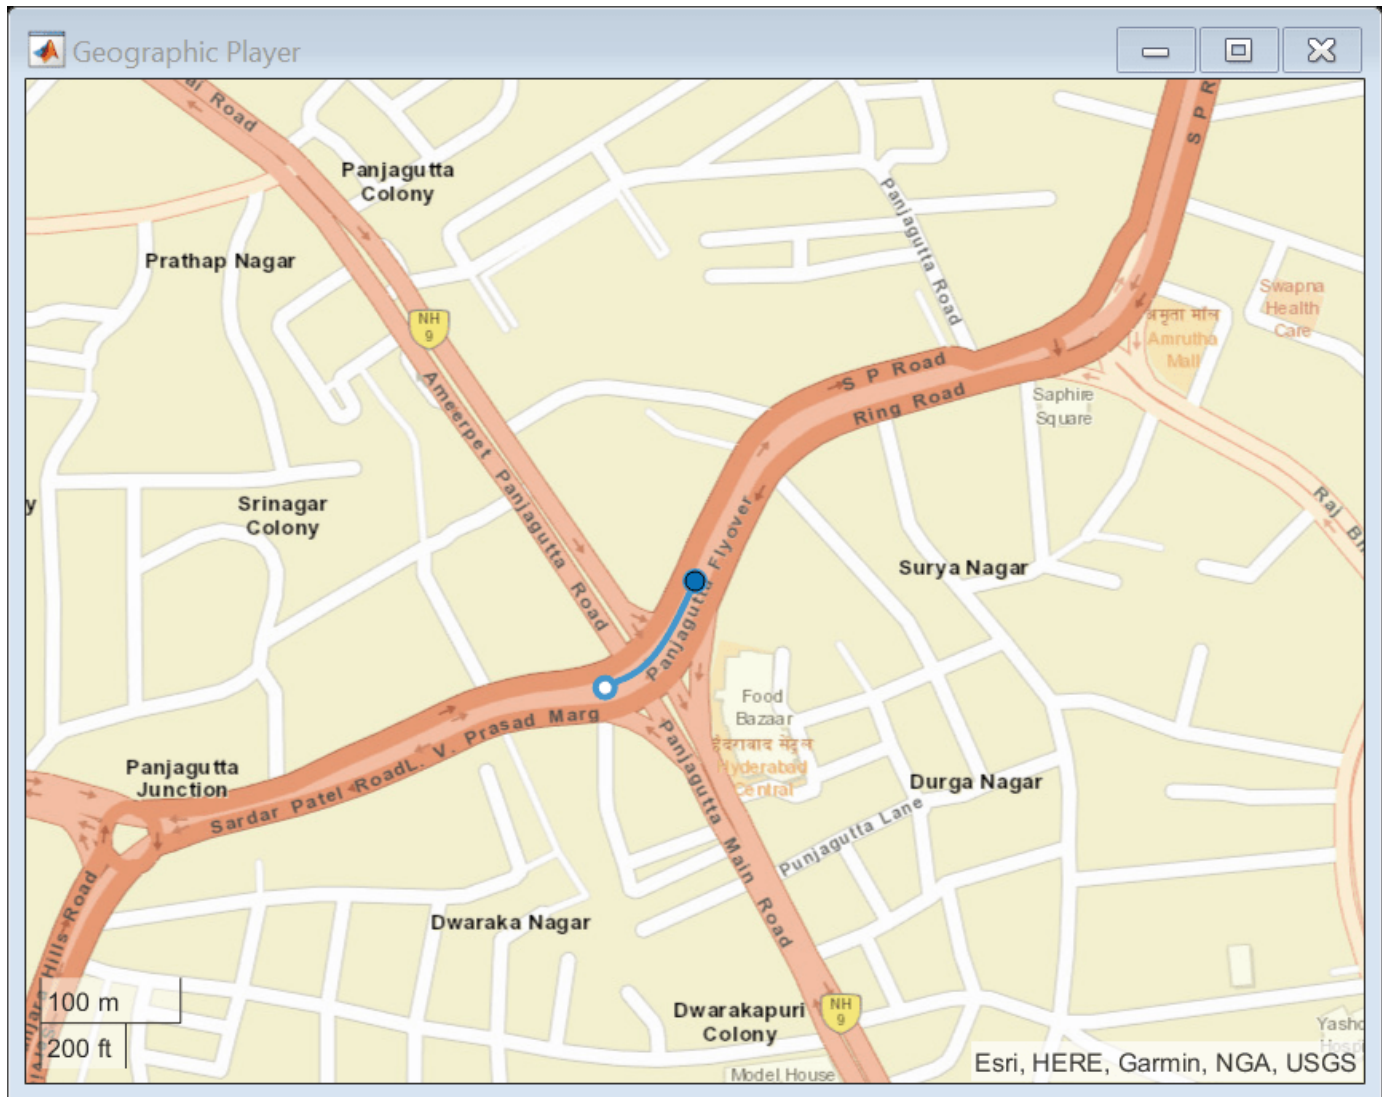 Geographic Player
ai Road
S P R
Panjagutta
Colony
Panjagutta Road
Prathap Nagar
Swapna
Health
Care
NH
9
अमृता मॉल
Amrutha
Mall
S P Road
Ring Road
Saphire
Square
Ameerpet Panjagutta Road
Srinagar
Colony
y
Raj Bh
Panjagutta Flyover
Surya Nagar
Food
Bazaar
हैदराबाद सेंट्रल
Hyderabad
Central
L. V. Prasad Marg
Panjagutta
Junction
Sardar Patel Road
Durga Nagar
Panjagutta Main Road
Punjagutta Lane
Dwaraka Nagar
Hills Road
100 m
200 ft
Dwarakapuri
Colony
NH
9
Model House
Esri, HERE, Garmin, NGA, USGS